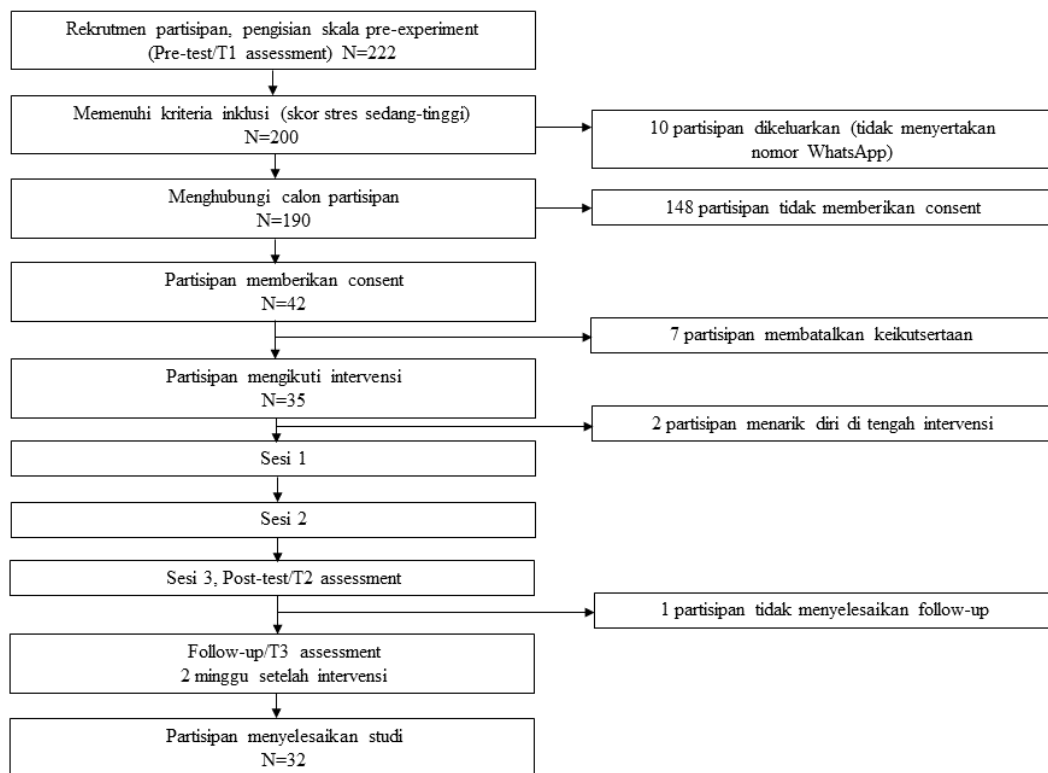 Rekrutmen partisipan, pengisian skala pre-experiment
(Pre-test/T1 assessment) N=222
Memenuhi kriteria inklusi (skor stres sedang-tinggi)
N=200
10 partisipan dikeluarkan (tidak menyertakan
nomor WhatsApp)
Menghubungi calon partisipan
N=190
148 partisipan tidak memberikan consent
Partisipan memberikan consent
N=42
7 partisipan membatalkan keikutsertaan
Partisipan mengikuti intervensi
N=35
2 partisipan menarik diri di tengah intervensi
Sesi 1
Sesi 2
Sesi 3, Post-test/T2 assessment
1 partisipan tidak menyelesaikan follow-up
Follow-up/T3 assessment
2 minggu setelah intervensi
Partisipan menyelesaikan studi
N=32